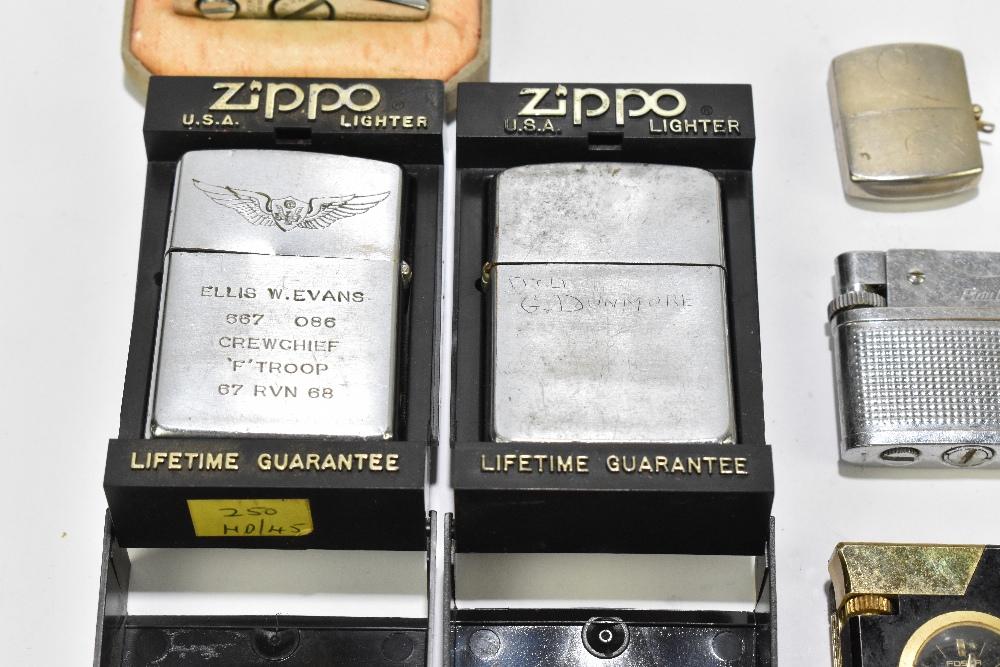 zippo
U.S.A. LIGHTER
ELLIS W. EVANS
667 086
CREWCHIEF
'F' TROOP
67 RVN 68
LIFETIME GUARANTEE
250
HD/45
zippo
U.S.A. LIGHTER
G. DUNMORE
LIFETIME GUARANTEE